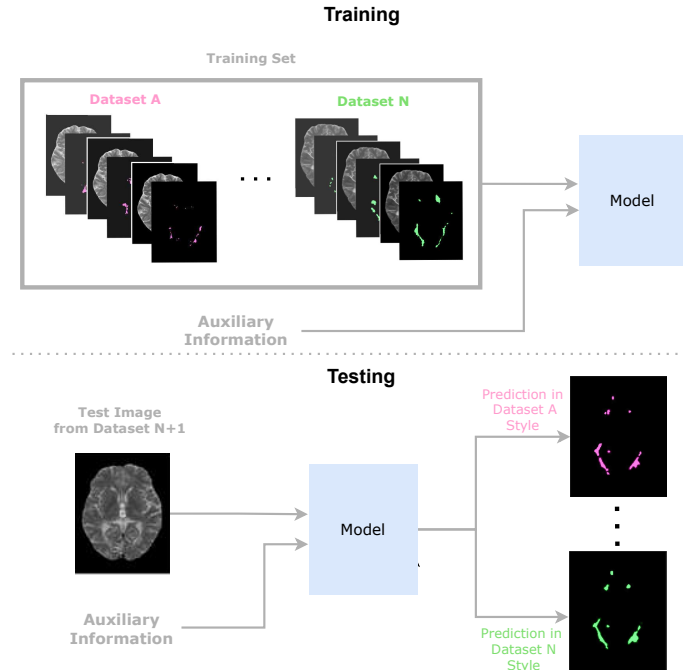 Training
Training Set
Dataset A
Dataset N
. . .
Model
Auxiliary
Information
Testing
Test Image
from Dataset N+1
Model
Auxiliary
Information
Prediction in
Dataset A
Style
Prediction in
Dataset N
Style